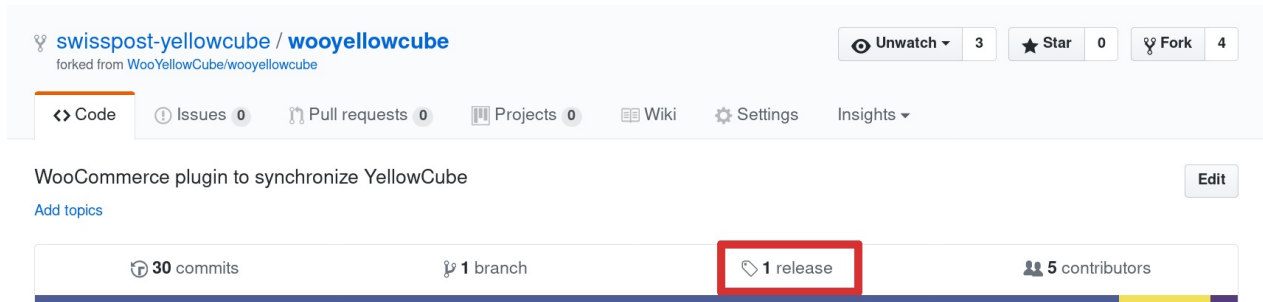 swisspost-yellowcube / wooyellowcube
Unwatch 3 Star 0 Fork 4
forked from WooYellowCube/wooyellowcube
Code Issues 0 Pull requests 0 Projects 0 Wiki Settings Insights
WooCommerce plugin to synchronize YellowCube
Edit
Add topics
30 commits 1 branch 1 release 5 contributors